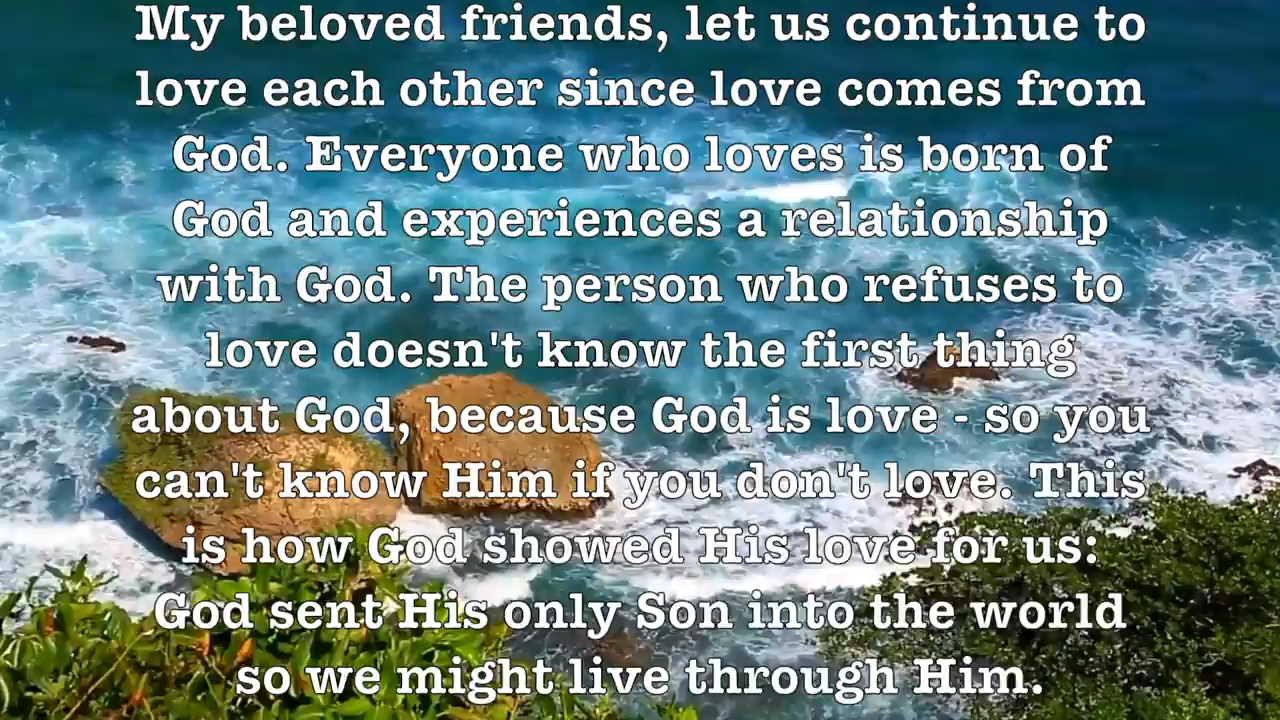 My beloved friends, let us continue to
love each other since love comes from
God. Everyone who loves is born of
God and experiences a relationship
with God. The person who refuses to
love doesn't know the first thing
about God, because God is love - so you
can't know Him if you don't love. This
is how God showed His love for us:
God sent His only Son into the world
so we might live through Him.